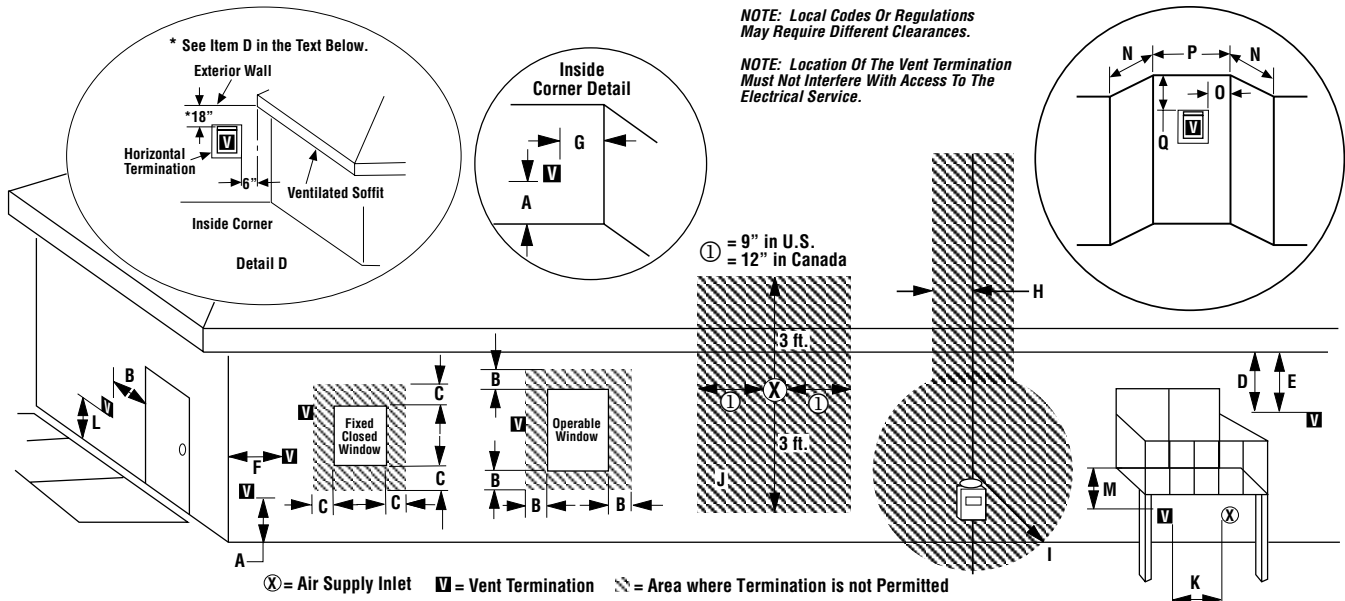 * See Item D in the Text Below.
Exterior Wall
*18"
V
Horizontal
Termination
6"
Ventilated Soffit
Inside Corner
Detail D
Inside
Corner Detail
G
V
A
NOTE: Local Codes Or Regulations
May Require Different Clearances.
NOTE: Location Of The Vent Termination
Must Not Interfere With Access To The
Electrical Service.
N P N
O
Q
V
① = 9" in U.S.
= 12" in Canada
H
3 ft.
① X ①
3 ft.
J
I
B
V
L
F V
V
A
C
V
Fixed
Closed
Window
C
C C
B
V
Operable
Window
B
B B
D E
V
M
V X
K
X = Air Supply Inlet V = Vent Termination = Area where Termination is not Permitted